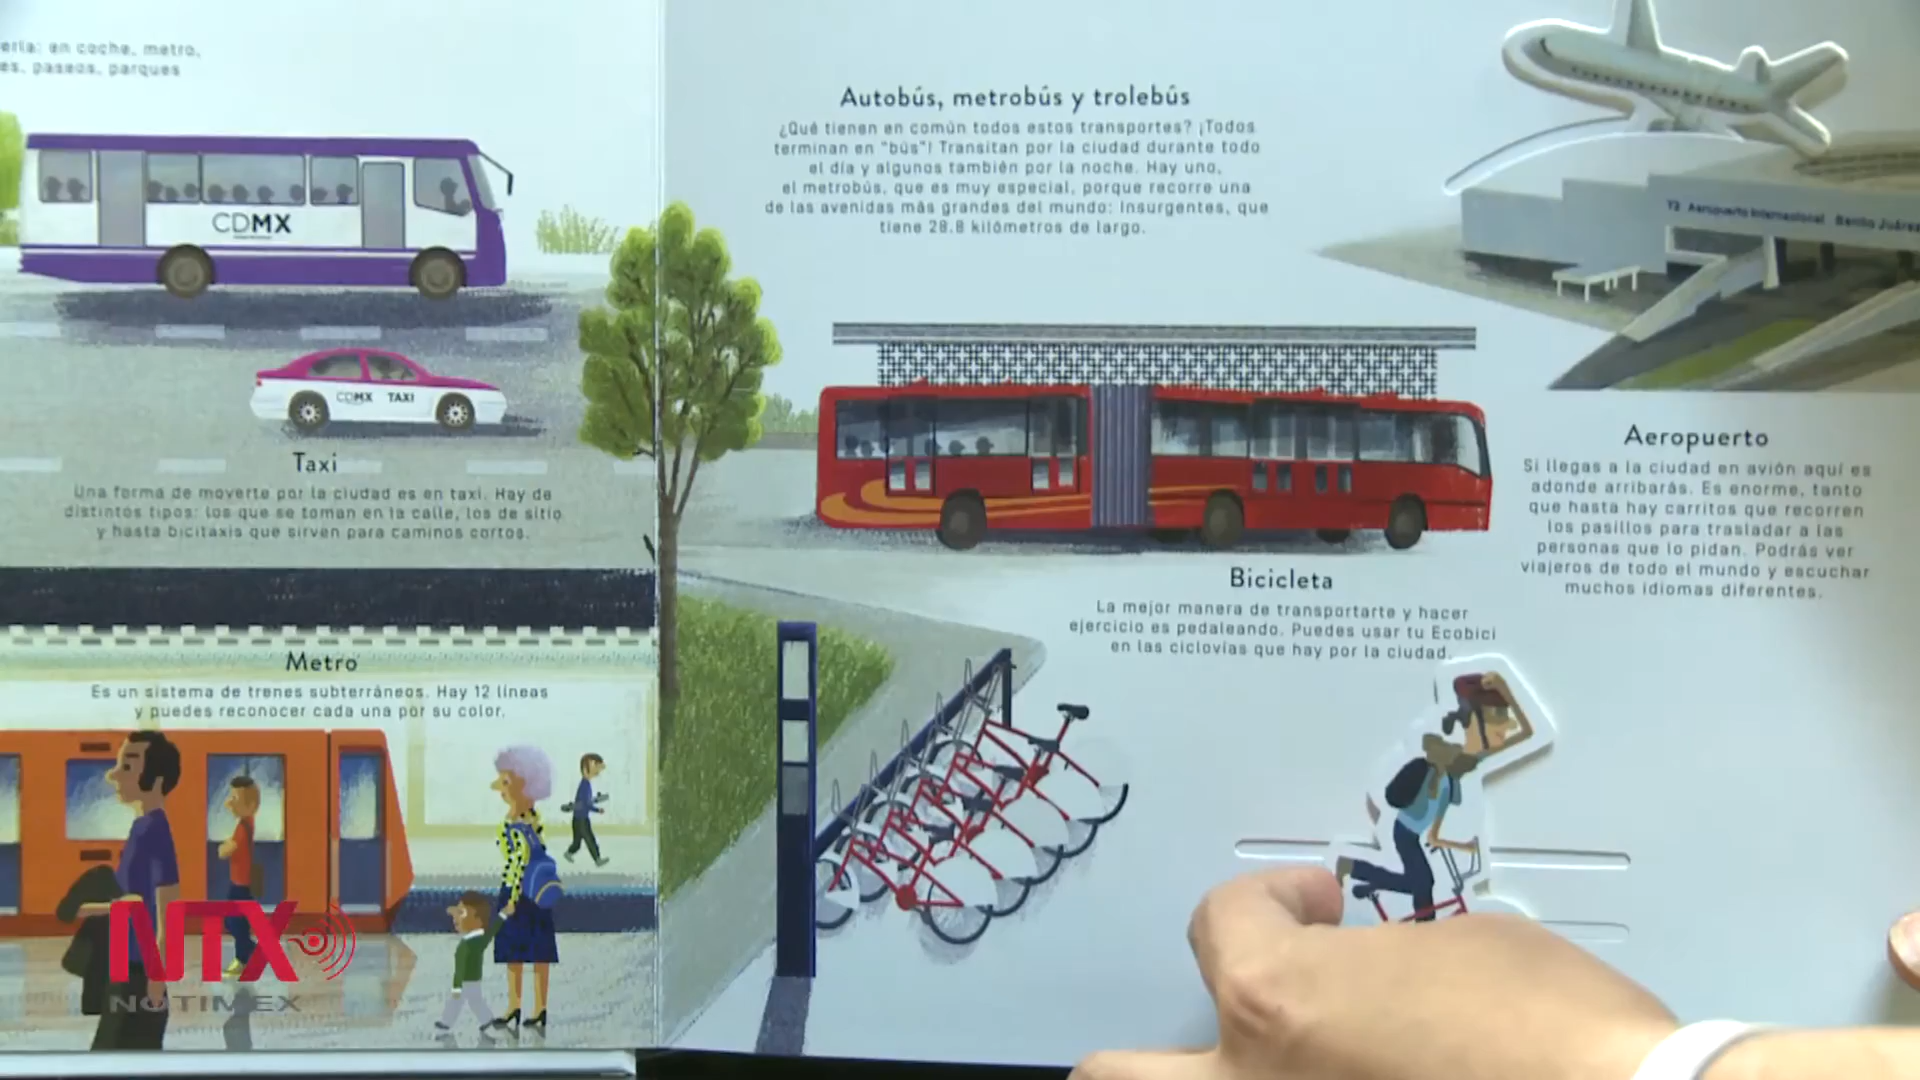 en coche, metro,
es, paseos, parques
CDMX
CDMX TAXI
Taxi
Una forma de moverte por la ciudad es en taxi. Hay de
distintos tipos: los que se toman en la calle, los de sitio
y hasta bicitaxis que sirven para caminos cortos.
Metro
Es un sistema de trenes subterráneos. Hay 12 líneas
y puedes reconocer cada una por su color.
Autobús, metrobús y trolebús
¿Qué tienen en común todos estos transportes? ¡Todos
terminan en "bús"! Transitan por la ciudad durante todo
el día y algunos también por la noche. Hay uno,
el metrobús, que es muy especial, porque recorre una
de las avenidas más grandes del mundo: Insurgentes, que
tiene 28.8 kilómetros de largo.
Aeropuerto Internacional Benito Juárez
Aeropuerto
Si llegas a la ciudad en avión aquí es
adonde arribarás. Es enorme, tanto
que hasta hay carritos que recorren
los pasillos para trasladar a las
personas que lo pidan. Podrás ver
viajeros de todo el mundo y escuchar
muchos idiomas diferentes.
Bicicleta
La mejor manera de transportarte y hacer
ejercicio es pedaleando. Puedes usar tu Ecobici
en las ciclovías que hay por la ciudad.
NTX
NOTIMEX